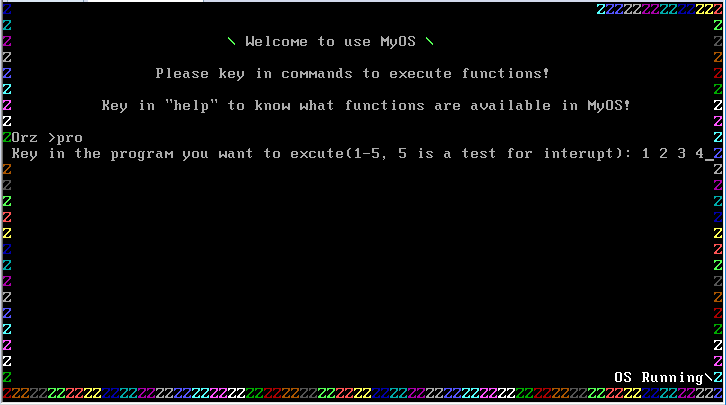 ZZZZZZZZZZZZZZ
\ Welcome to use MyOS \
Please key in commands to execute functions!
Key in "help" to know what functions are available in MyOS!
Orz >pro
Key in the program you want to excute(1-5, 5 is a test for interupt): 1 2 3 4_
OS Running\